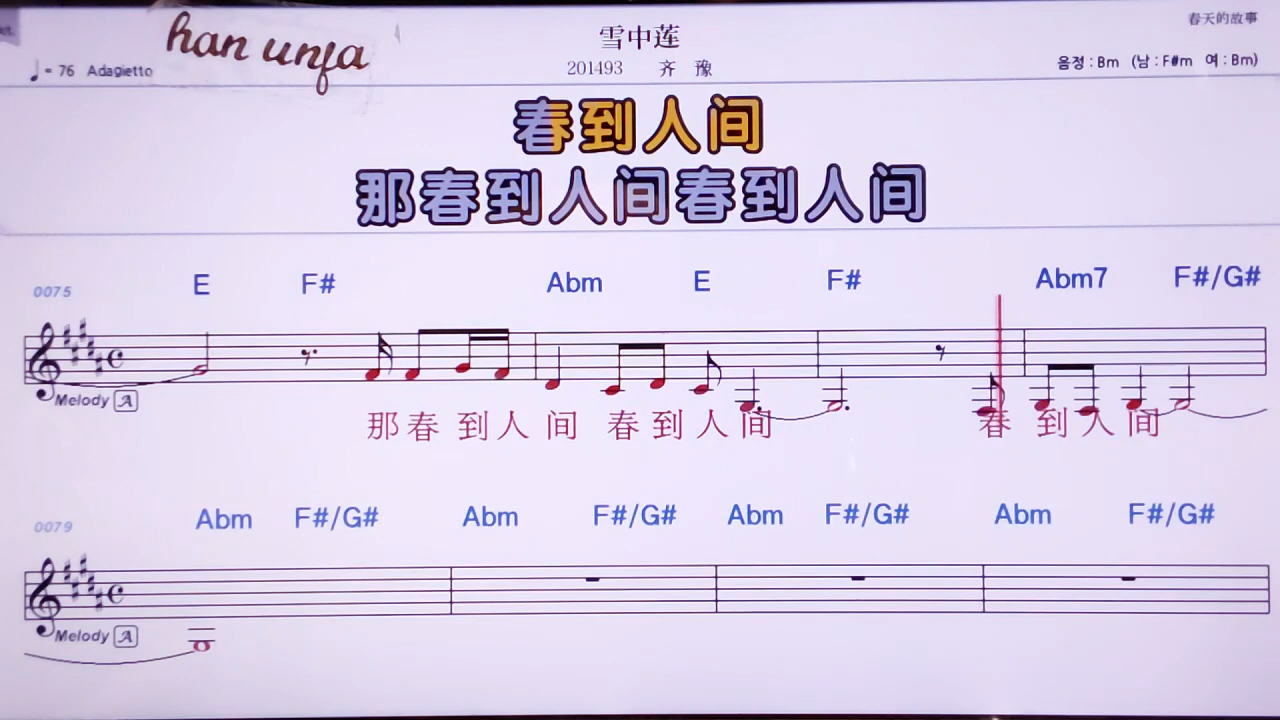 han unfa
雪中莲
春天的故事
♩= 76 Adagietto
201493 齐 豫
음정 : Bm (남 : F#m 여 : Bm)
春到人间
那春到人间春到人间
0075
E F# Abm E F# Abm7 F#/G#
Melody A
那春 到人 间 春到人间 春 到人间
0079
Abm F#/G# Abm F#/G# Abm F#/G# Abm F#/G#
Melody A